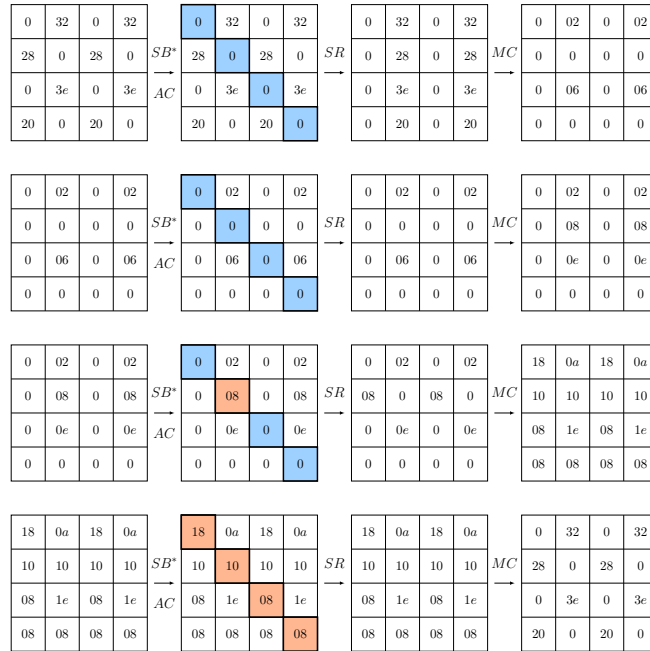 0 32 0 32 0 32 0 32 0 32 0 32 0 02 0 02
28 0 28 0 SB* 28 0 28 0 SR 0 28 0 28 MC 0 0 0 0
0 3e 0 3e AC 0 3e 0 3e 0 3e 0 3e 0 06 0 06
20 0 20 0 20 0 20 0 0 20 0 20 0 0 0 0
0 02 0 02 0 02 0 02 0 02 0 02 0 02 0 02
0 0 0 0 SB* 0 0 0 0 SR 0 0 0 0 MC 0 08 0 08
0 06 0 06 AC 0 06 0 06 0 06 0 06 0 0e 0 0e
0 0 0 0 0 0 0 0 0 0 0 0 0 0 0 0
0 02 0 02 0 02 0 02 0 02 0 02 18 0a 18 0a
0 08 0 08 SB* 0 08 0 08 SR 08 0 08 0 MC 10 10 10 10
0 0e 0 0e AC 0 0e 0 0e 0 0e 0 0e 08 1e 08 1e
0 0 0 0 0 0 0 0 0 0 0 0 08 08 08 08
18 0a 18 0a 18 0a 18 0a 18 0a 18 0a 0 32 0 32
10 10 10 10 SB* 10 10 10 10 SR 10 10 10 10 MC 28 0 28 0
08 1e 08 1e AC 08 1e 08 1e 08 1e 08 1e 0 3e 0 3e
08 08 08 08 08 08 08 08 08 08 08 08 20 0 20 0